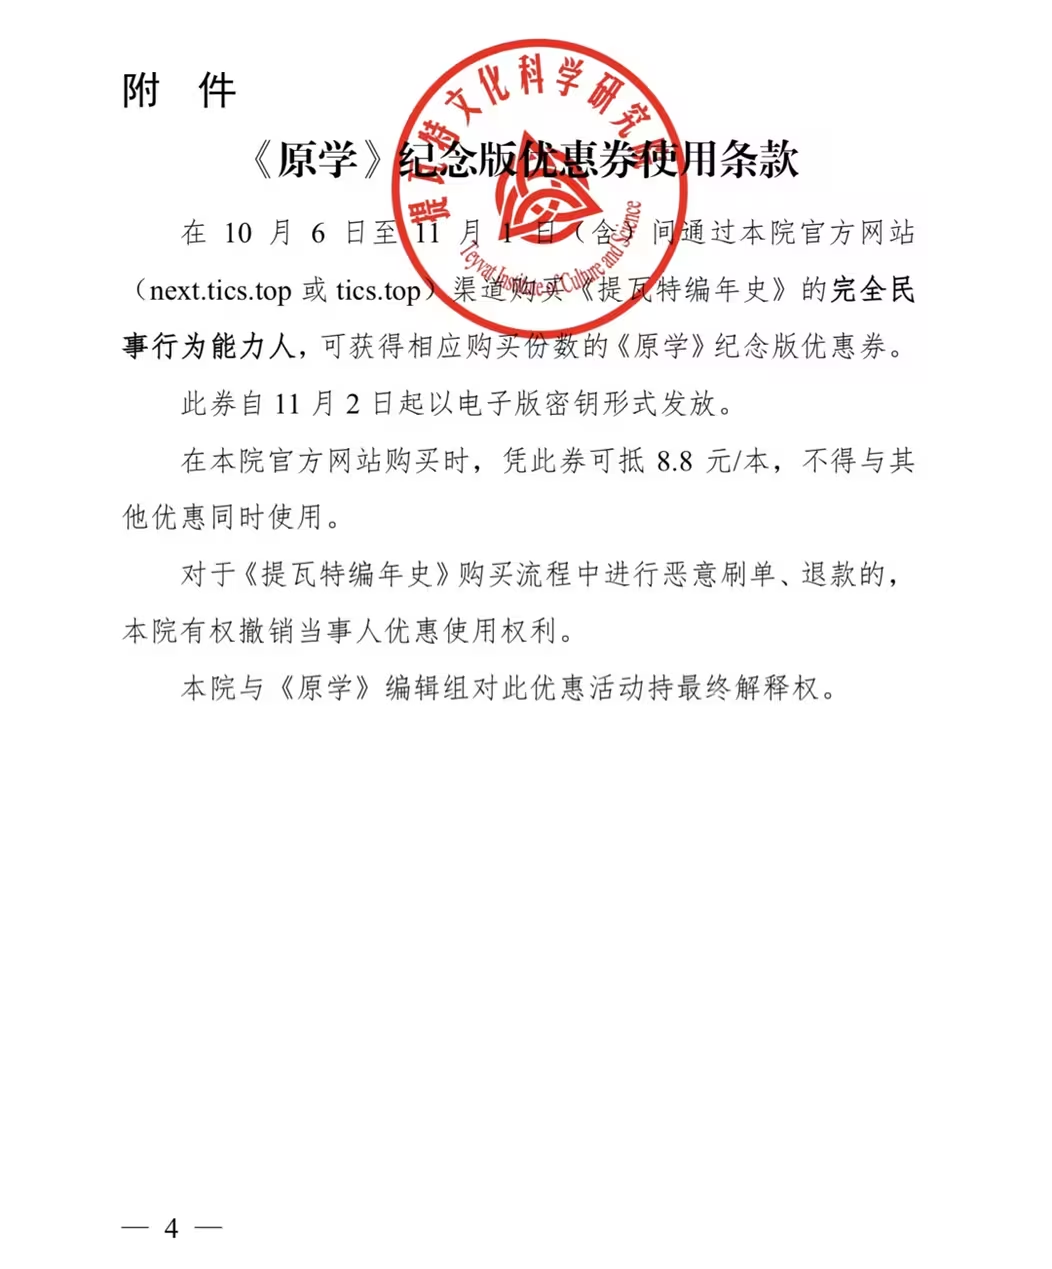 附 件
《原学》纪念版优惠券使用条款
提瓦特文化科学研究院
Teyvat Institute of Culture and Science
在 10 月 6 日至 11 月 1 日（含）间通过本院官方网站
（next.tics.top 或 tics.top）渠道购买《提瓦特编年史》的完全民
事行为能力人，可获得相应购买份数的《原学》纪念版优惠券。
此券自 11 月 2 日起以电子版密钥形式发放。
在本院官方网站购买时，凭此券可抵 8.8 元/本，不得与其
他优惠同时使用。
对于《提瓦特编年史》购买流程中进行恶意刷单、退款的，
本院有权撤销当事人优惠使用权利。
本院与《原学》编辑组对此优惠活动持最终解释权。
— 4 —